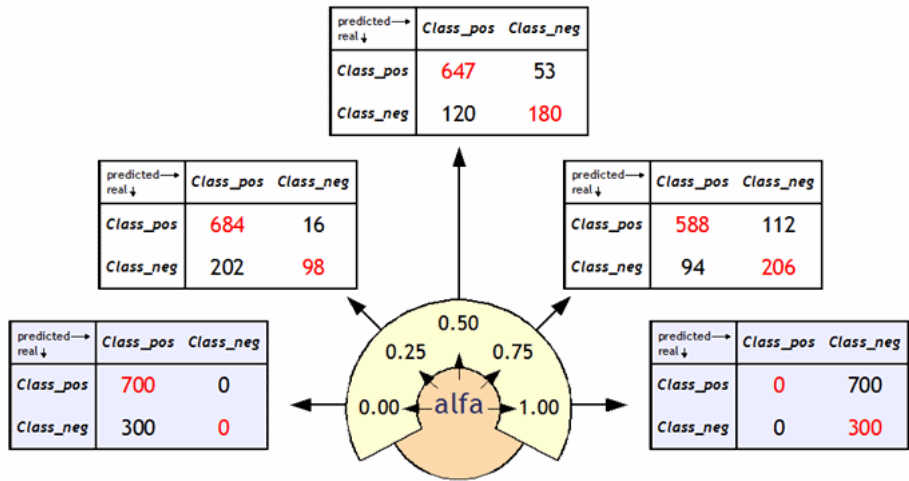 predicted→ Class_pos Class_neg
real↓
Class_pos 647 53
Class_neg 120 180
predicted→ Class_pos Class_neg
real↓
Class_pos 684 16
Class_neg 202 98
predicted→ Class_pos Class_neg
real↓
Class_pos 588 112
Class_neg 94 206
predicted→ Class_pos Class_neg
real↓
Class_pos 700 0
Class_neg 300 0
0.50
0.25 0.75
0.00 alfa 1.00
predicted→ Class_pos Class_neg
real↓
Class_pos 0 700
Class_neg 0 300